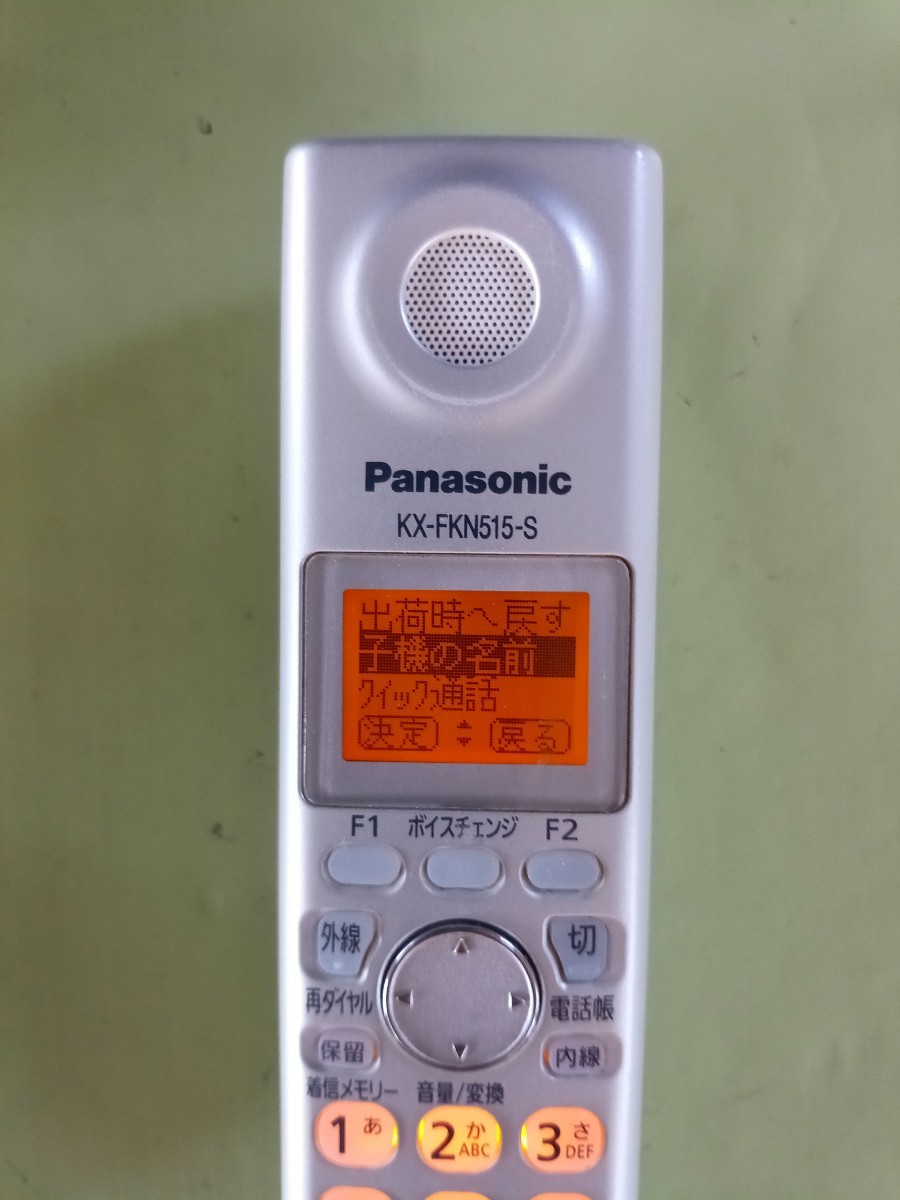 Panasonic
KX-FKN515-S
出荷時へ戻す
子機の名前
クイック通話
決定 戻る
F1 ボイスチェンジ F2
外線 切
再ダイヤル 電話帳
保留 内線
着信メモリー 音量/変換
1 あ 2 か ABC 3 さ DEF